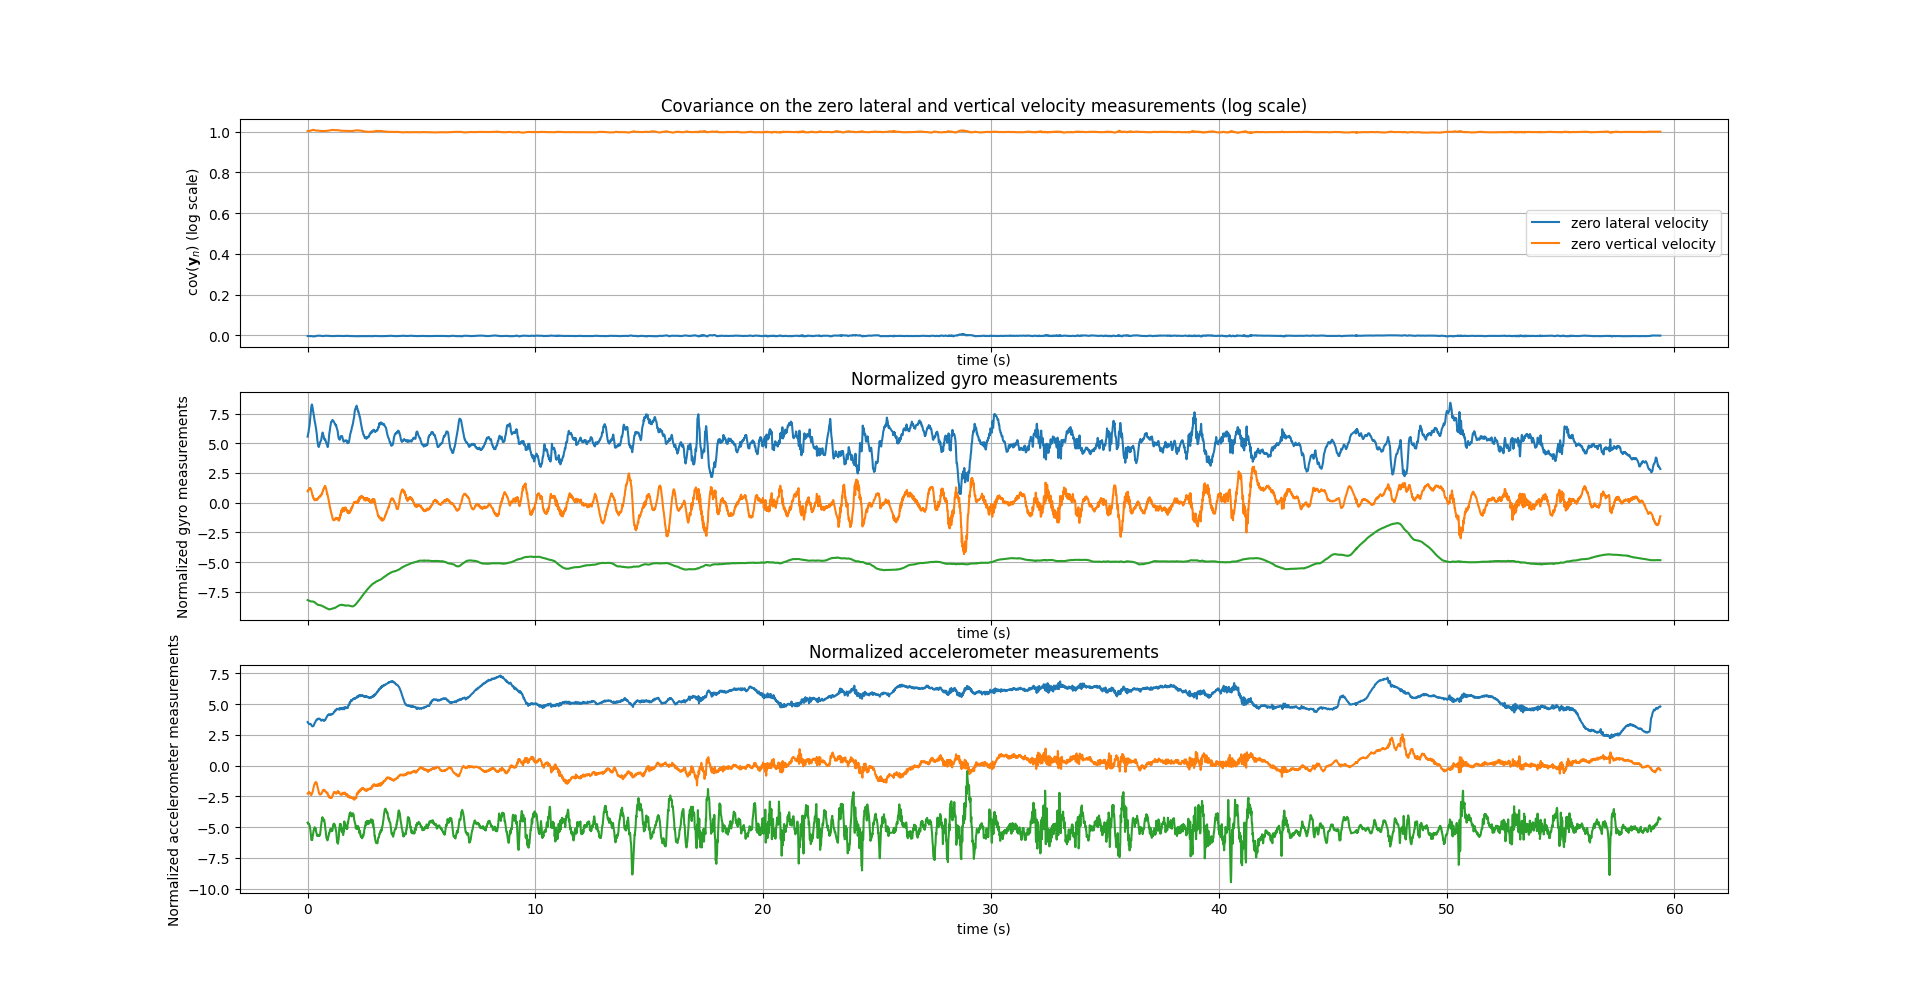 Covariance on the zero lateral and vertical velocity measurements (log scale)
cov(yₙ) (log scale)
1.0
0.8
0.6
0.4
0.2
0.0
zero lateral velocity
zero vertical velocity
time (s)
Normalized gyro measurements
Normalized gyro measurements
7.5
5.0
2.5
0.0
−2.5
−5.0
−7.5
time (s)
Normalized accelerometer measurements
Normalized accelerometer measurements
7.5
5.0
2.5
0.0
−2.5
−5.0
−7.5
−10.0
0 10 20 30 40 50 60
time (s)